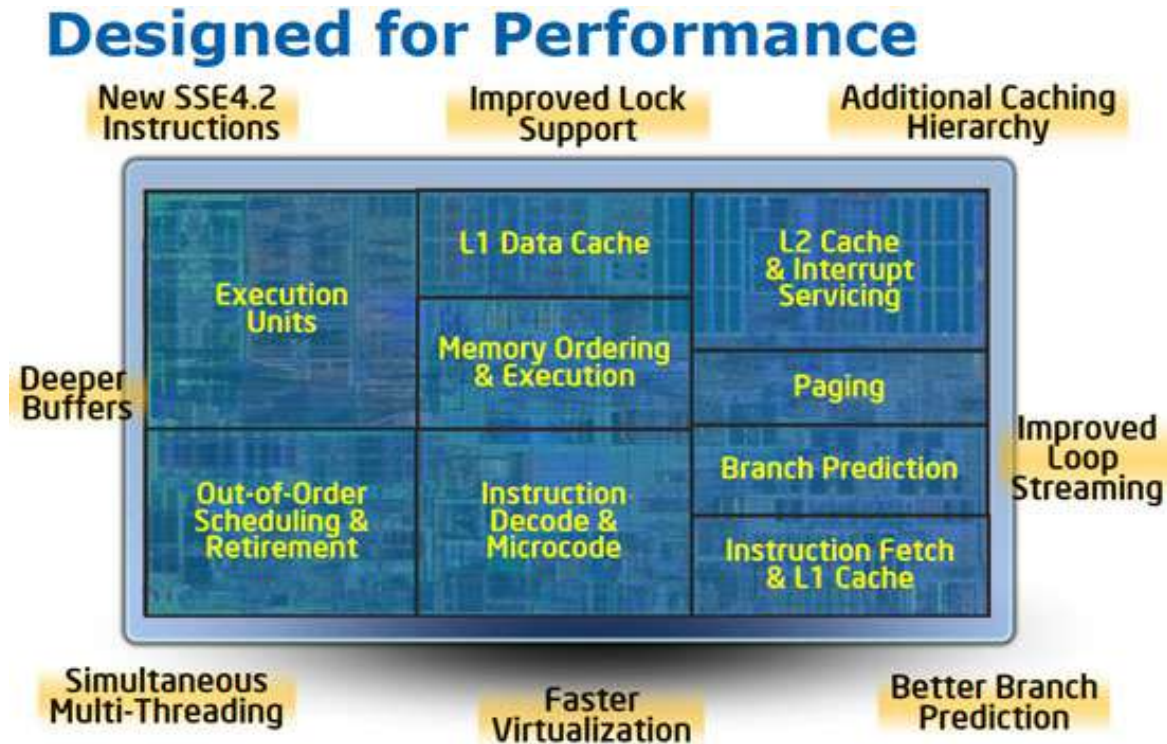 Designed for Performance
New SSE4.2
Instructions
Improved Lock
Support
Additional Caching
Hierarchy
Execution
Units
L1 Data Cache
L2 Cache
& Interrupt
Servicing
Memory Ordering
& Execution
Paging
Deeper
Buffers
Branch Prediction
Improved
Loop
Streaming
Out-of-Order
Scheduling &
Retirement
Instruction
Decode &
Microcode
Instruction Fetch
& L1 Cache
Simultaneous
Multi-Threading
Faster
Virtualization
Better Branch
Prediction